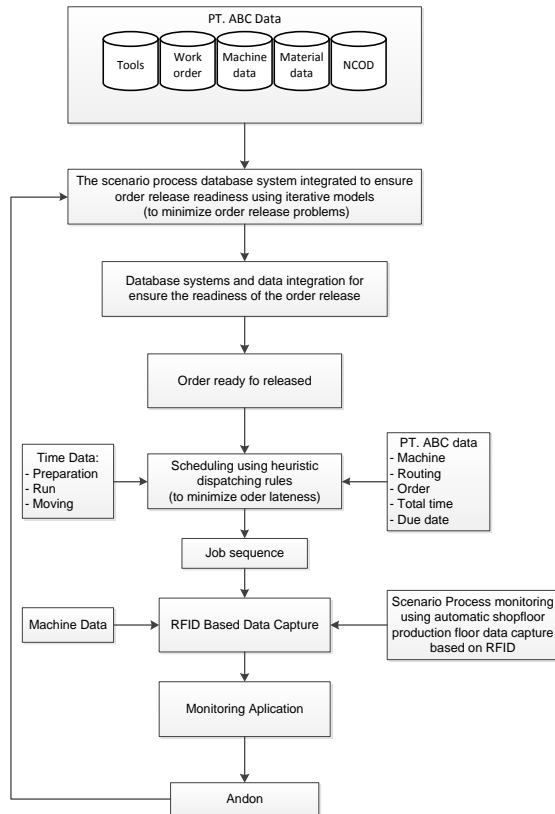 PT. ABC Data
Tools
Work
order
Machine
data
Material
data
NCOD
The scenario process database system integrated to ensure
order release readiness using iterative models
(to minimize order release problems)
Database systems and data integration for
ensure the readiness of the order release
Order ready fo released
Time Data:
- Preparation
- Run
- Moving
Scheduling using heuristic
dispatching rules
(to minimize oder lateness)
PT. ABC data
- Machine
- Routing
- Order
- Total time
- Due date
Job sequence
Machine Data
RFID Based Data Capture
Scenario Process monitoring
using automatic shopfloor
production floor data capture
based on RFID
Monitoring Aplication
Andon